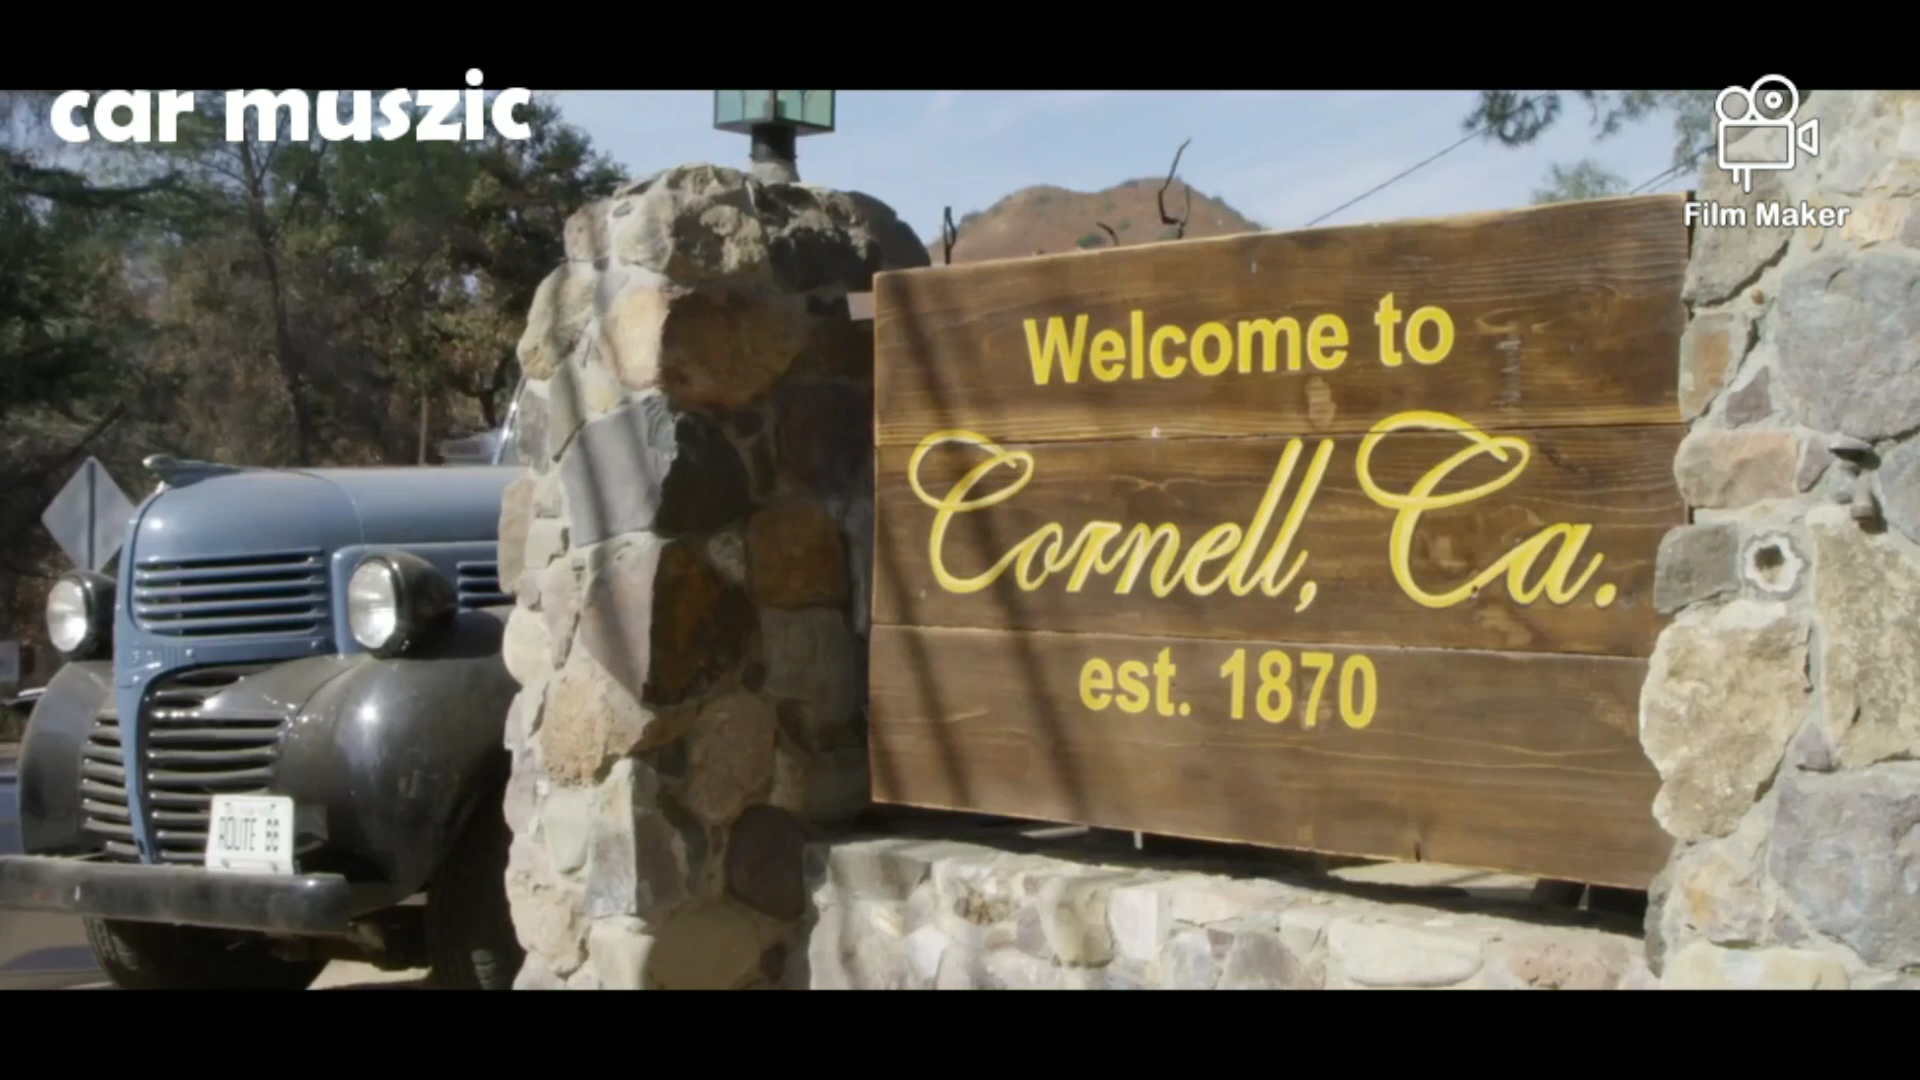 car muszic
Film Maker
Welcome to
Cornell, Ca.
est. 1870
ROUTE 66